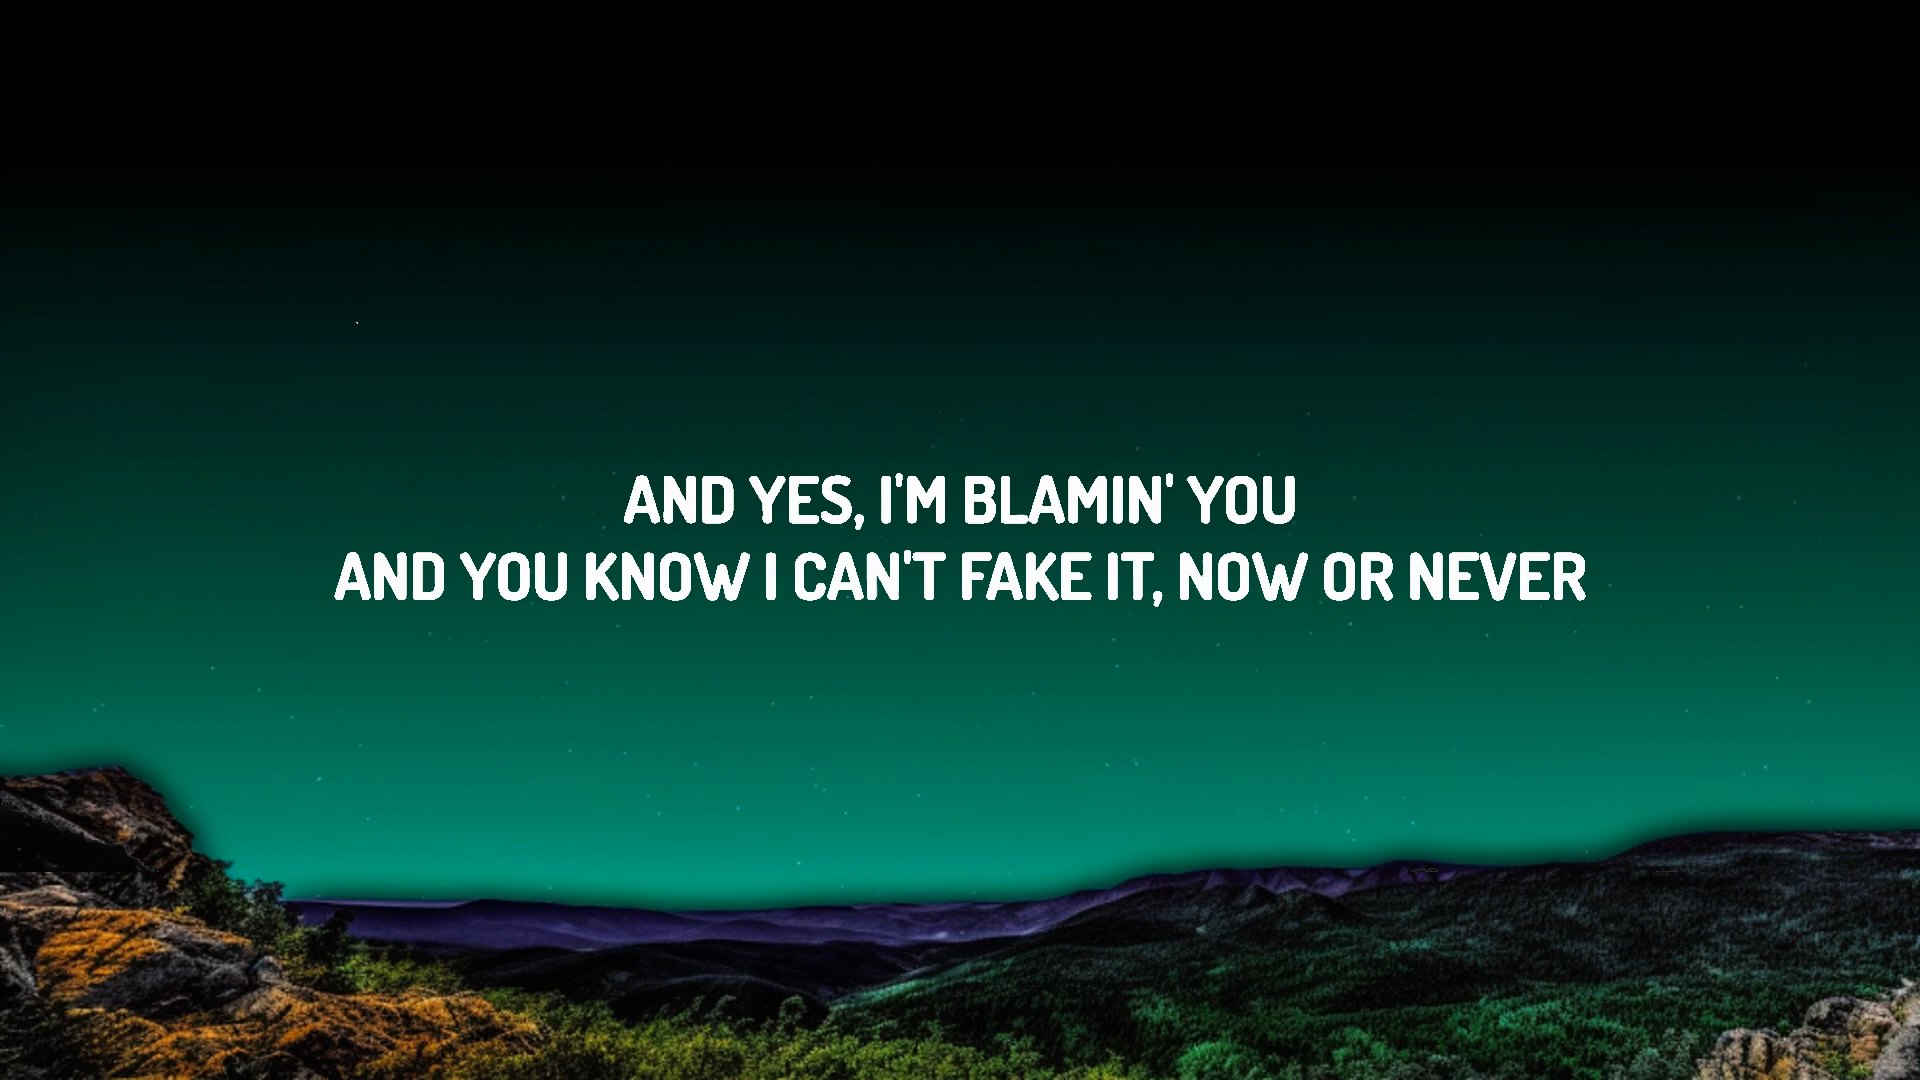 AND YES, I'M BLAMIN' YOU
AND YOU KNOW I CAN'T FAKE IT, NOW OR NEVER